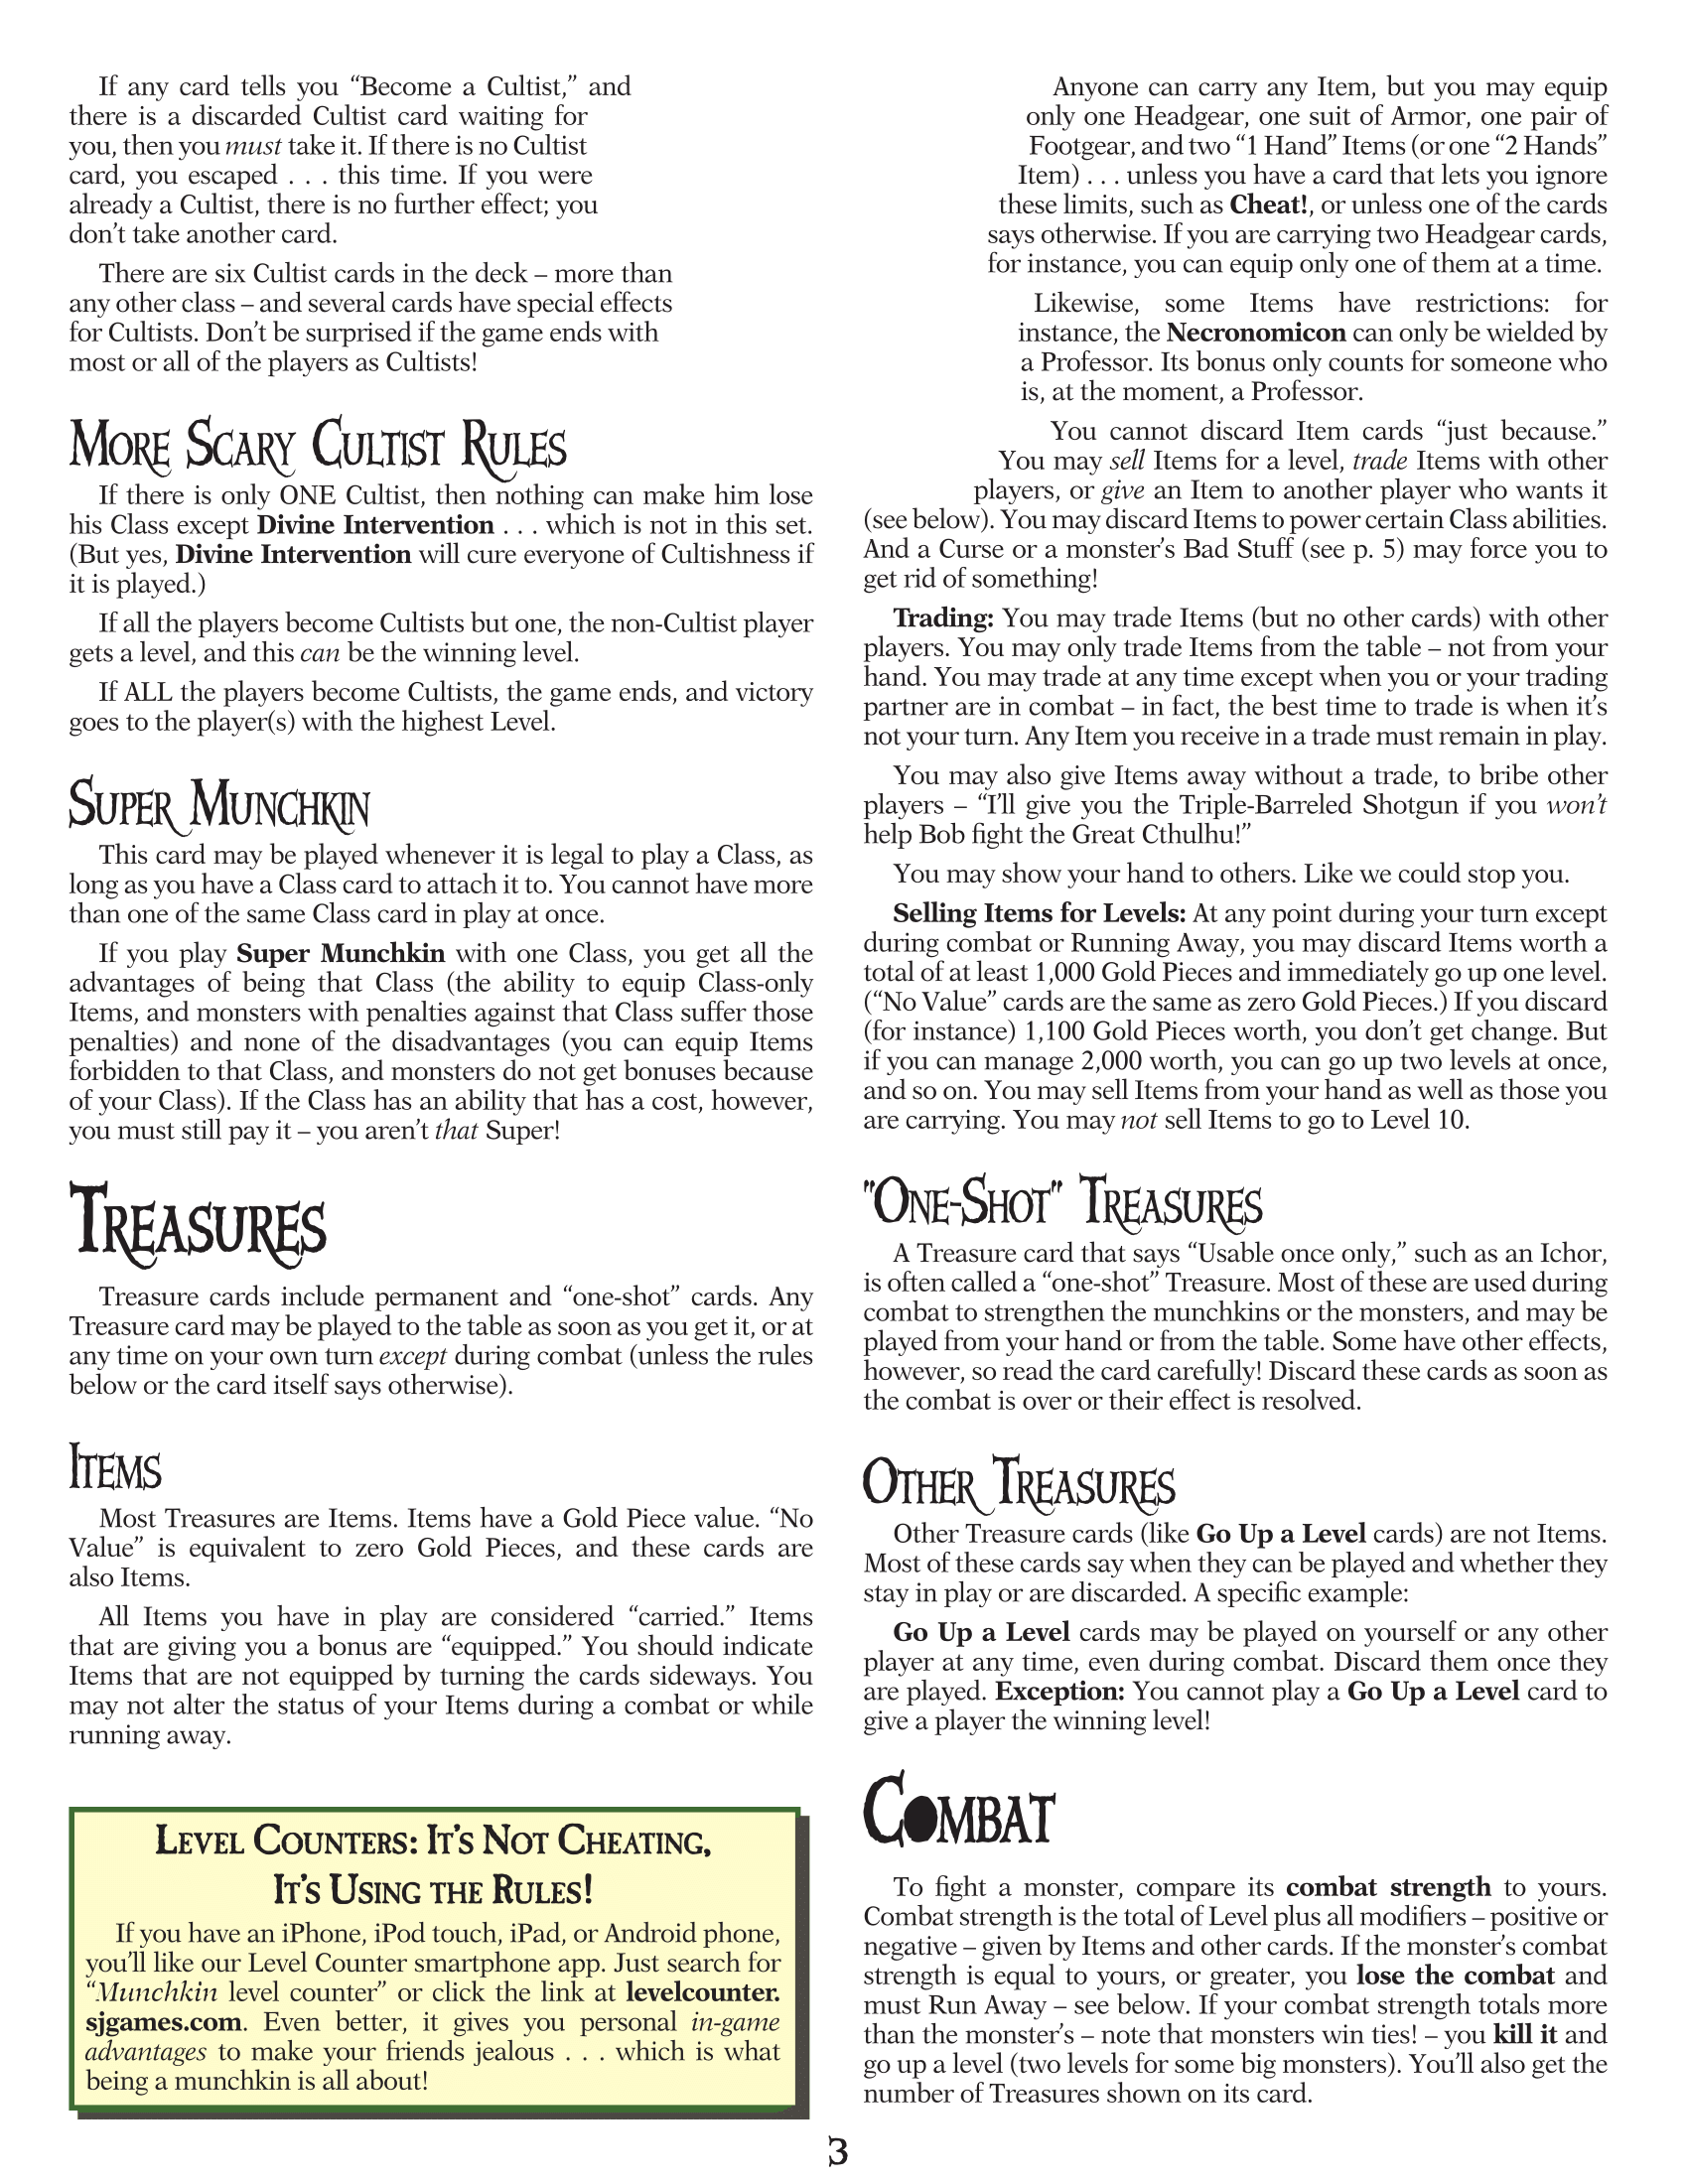 If any card tells you “Become a Cultist,” and
there is a discarded Cultist card waiting for
you, then you must take it. If there is no Cultist
card, you escaped . . . this time. If you were
already a Cultist, there is no further effect; you
don’t take another card.
There are six Cultist cards in the deck – more than
any other class – and several cards have special effects
for Cultists. Don’t be surprised if the game ends with
most or all of the players as Cultists!
More Scary Cultist Rules
If there is only ONE Cultist, then nothing can make him lose
his Class except Divine Intervention . . . which is not in this set.
(But yes, Divine Intervention will cure everyone of Cultishness if
it is played.)
If all the players become Cultists but one, the non-Cultist player
gets a level, and this can be the winning level.
If ALL the players become Cultists, the game ends, and victory
goes to the player(s) with the highest Level.
Super Munchkin
This card may be played whenever it is legal to play a Class, as
long as you have a Class card to attach it to. You cannot have more
than one of the same Class card in play at once.
If you play Super Munchkin with one Class, you get all the
advantages of being that Class (the ability to equip Class-only
Items, and monsters with penalties against that Class suffer those
penalties) and none of the disadvantages (you can equip Items
forbidden to that Class, and monsters do not get bonuses because
of your Class). If the Class has an ability that has a cost, however,
you must still pay it – you aren’t that Super!
Treasures
Treasure cards include permanent and “one-shot” cards. Any
Treasure card may be played to the table as soon as you get it, or at
any time on your own turn except during combat (unless the rules
below or the card itself says otherwise).
Items
Most Treasures are Items. Items have a Gold Piece value. “No
Value” is equivalent to zero Gold Pieces, and these cards are
also Items.
All Items you have in play are considered “carried.” Items
that are giving you a bonus are “equipped.” You should indicate
Items that are not equipped by turning the cards sideways. You
may not alter the status of your Items during a combat or while
running away.
Level Counters: It’s Not Cheating,
It’s Using the Rules!
If you have an iPhone, iPod touch, iPad, or Android phone,
you’ll like our Level Counter smartphone app. Just search for
“Munchkin level counter” or click the link at levelcounter.
sjgames.com. Even better, it gives you personal in-game
advantages to make your friends jealous . . . which is what
being a munchkin is all about!
Anyone can carry any Item, but you may equip
only one Headgear, one suit of Armor, one pair of
Footgear, and two “1 Hand” Items (or one “2 Hands”
Item) . . . unless you have a card that lets you ignore
these limits, such as Cheat!, or unless one of the cards
says otherwise. If you are carrying two Headgear cards,
for instance, you can equip only one of them at a time.
Likewise, some Items have restrictions: for
instance, the Necronomicon can only be wielded by
a Professor. Its bonus only counts for someone who
is, at the moment, a Professor.
You cannot discard Item cards “just because.”
You may sell Items for a level, trade Items with other
players, or give an Item to another player who wants it
(see below). You may discard Items to power certain Class abilities.
And a Curse or a monster’s Bad Stuff (see p. 5) may force you to
get rid of something!
Trading: You may trade Items (but no other cards) with other
players. You may only trade Items from the table – not from your
hand. You may trade at any time except when you or your trading
partner are in combat – in fact, the best time to trade is when it’s
not your turn. Any Item you receive in a trade must remain in play.
You may also give Items away without a trade, to bribe other
players – “I’ll give you the Triple-Barreled Shotgun if you won’t
help Bob fight the Great Cthulhu!”
You may show your hand to others. Like we could stop you.
Selling Items for Levels: At any point during your turn except
during combat or Running Away, you may discard Items worth a
total of at least 1,000 Gold Pieces and immediately go up one level.
(“No Value” cards are the same as zero Gold Pieces.) If you discard
(for instance) 1,100 Gold Pieces worth, you don’t get change. But
if you can manage 2,000 worth, you can go up two levels at once,
and so on. You may sell Items from your hand as well as those you
are carrying. You may not sell Items to go to Level 10.
"One-Shot" Treasures
A Treasure card that says “Usable once only,” such as an Ichor,
is often called a “one-shot” Treasure. Most of these are used during
combat to strengthen the munchkins or the monsters, and may be
played from your hand or from the table. Some have other effects,
however, so read the card carefully! Discard these cards as soon as
the combat is over or their effect is resolved.
Other Treasures
Other Treasure cards (like Go Up a Level cards) are not Items.
Most of these cards say when they can be played and whether they
stay in play or are discarded. A specific example:
Go Up a Level cards may be played on yourself or any other
player at any time, even during combat. Discard them once they
are played. Exception: You cannot play a Go Up a Level card to
give a player the winning level!
Combat
To fight a monster, compare its combat strength to yours.
Combat strength is the total of Level plus all modifiers – positive or
negative – given by Items and other cards. If the monster’s combat
strength is equal to yours, or greater, you lose the combat and
must Run Away – see below. If your combat strength totals more
than the monster’s – note that monsters win ties! – you kill it and
go up a level (two levels for some big monsters). You’ll also get the
number of Treasures shown on its card.
3